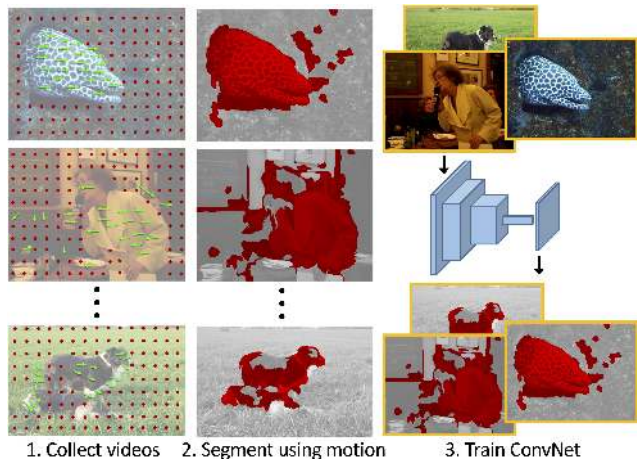 1. Collect videos
2. Segment using motion
3. Train ConvNet